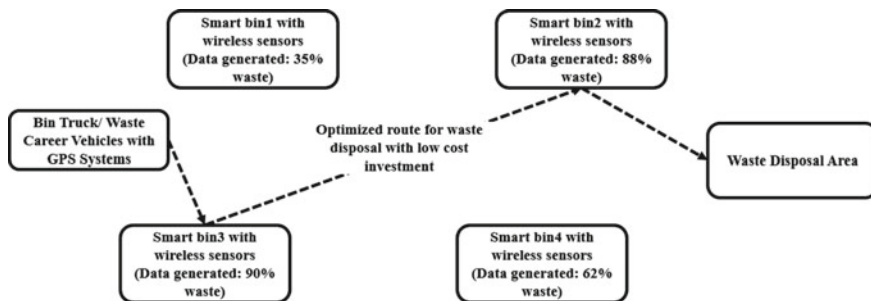 Smart bin1 with
wireless sensors
(Data generated: 35%
waste)
Smart bin2 with
wireless sensors
(Data generated: 88%
waste)
Bin Truck/ Waste
Career Vehicles with
GPS Systems
Optimized route for waste
disposal with low cost
investment
Waste Disposal Area
Smart bin3 with
wireless sensors
(Data generated: 90%
waste)
Smart bin4 with
wireless sensors
(Data generated: 62%
waste)